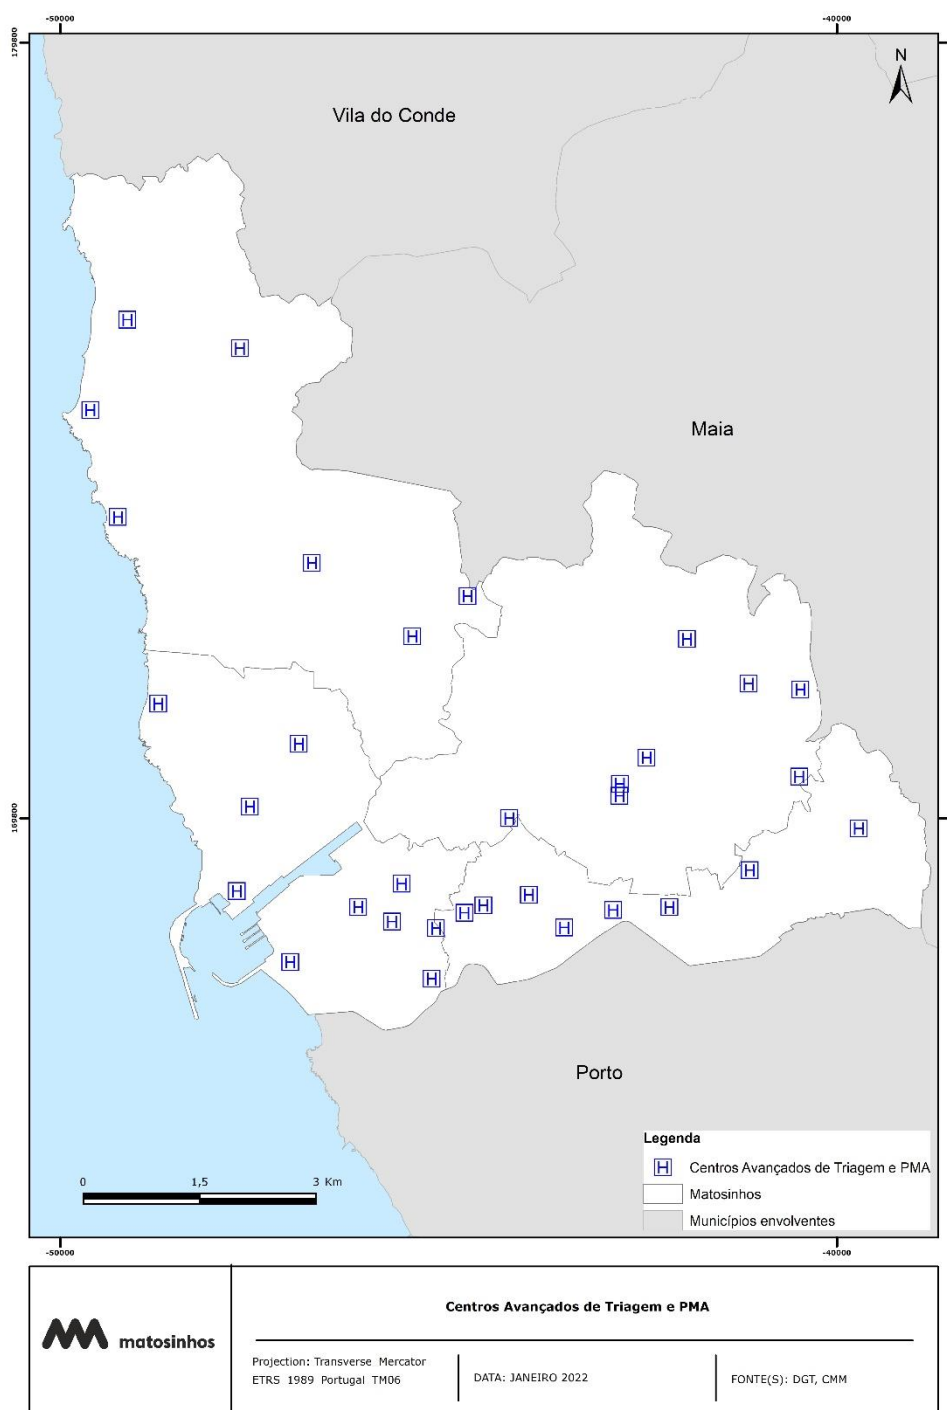 -50000
-40000
179800
N
Vila do Conde
Maia
169800
Porto
Legenda
H Centros Avançados de Triagem e PMA
Matosinhos
Municípios envolventes
0 1,5 3 Km
-50000
-40000
Centros Avançados de Triagem e PMA
matosinhos
Projection: Transverse Mercator
ETRS 1989 Portugal TM06
DATA: JANEIRO 2022
FONTE(S): DGT, CMM